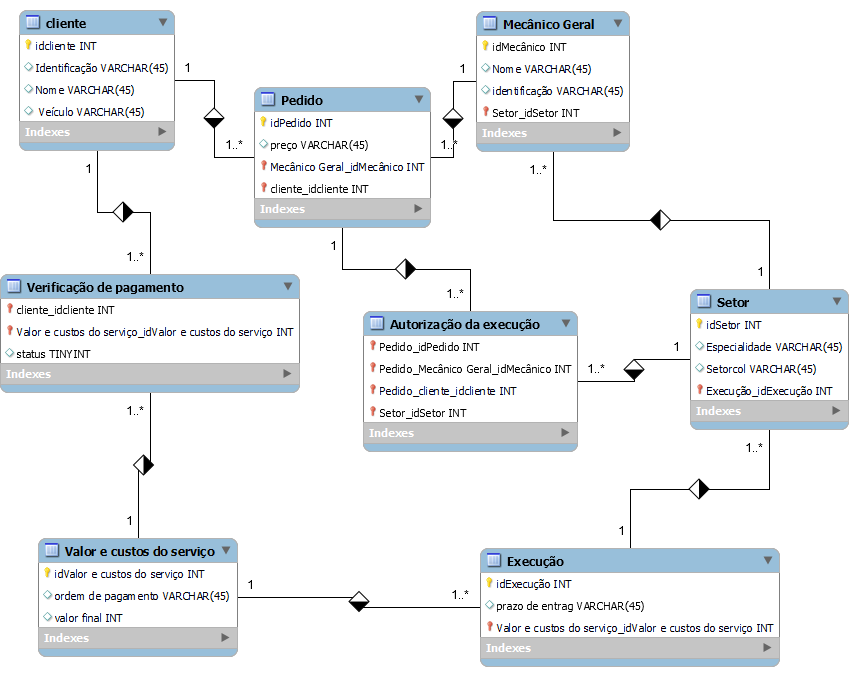 cliente
idcliente INT
Identificação VARCHAR(45)
Nome VARCHAR(45)
Veículo VARCHAR(45)
Indexes
1
1..*
Pedido
idPedido INT
preço VARCHAR(45)
Mecânico Geral_idMecânico INT
cliente_idcliente INT
Indexes
1
1..*
Mecânico Geral
idMecânico INT
Nome VARCHAR(45)
identificação VARCHAR(45)
Setor_idSetor INT
Indexes
1
1..*
1
1..*
1..*
1
Verificação de pagamento
cliente_idcliente INT
Valor e custos do serviço_idValor e custos do serviço INT
status TINYINT
Indexes
Autorização da execução
Pedido_idPedido INT
Pedido_Mecânico Geral_idMecânico INT
Pedido_cliente_idcliente INT
Setor_idSetor INT
Indexes
1..*
1
Setor
idSetor INT
Especialidade VARCHAR(45)
Setorcol VARCHAR(45)
Execução_idExecução INT
Indexes
1..*
1
1..*
1
Valor e custos do serviço
idValor e custos do serviço INT
ordem de pagamento VARCHAR(45)
valor final INT
Indexes
1
1..*
Execução
idExecução INT
prazo de entrag VARCHAR(45)
Valor e custos do serviço_idValor e custos do serviço INT
Indexes